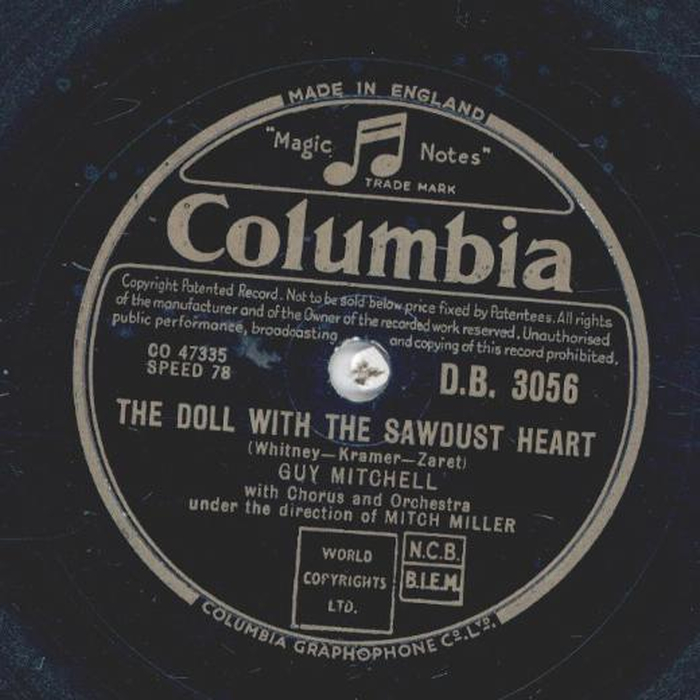 MADE IN ENGLAND
"Magic Notes"
TRADE MARK
Columbia
Copyright Patented Record. Not to be sold below price fixed by Patentees. All rights
of the manufacturer and of the Owner of the recorded work reserved. Unauthorised
public performance, broadcasting and copying of this record prohibited.
CO 47335
SPEED 78
D.B. 3056
THE DOLL WITH THE SAWDUST HEART
(Whitney—Kramer—Zaret)
GUY MITCHELL
with Chorus and Orchestra
under the direction of MITCH MILLER
WORLD
COPYRIGHTS
LTD.
N.C.B.
B.I.E.M.
COLUMBIA GRAPHOPHONE CO. LTD.